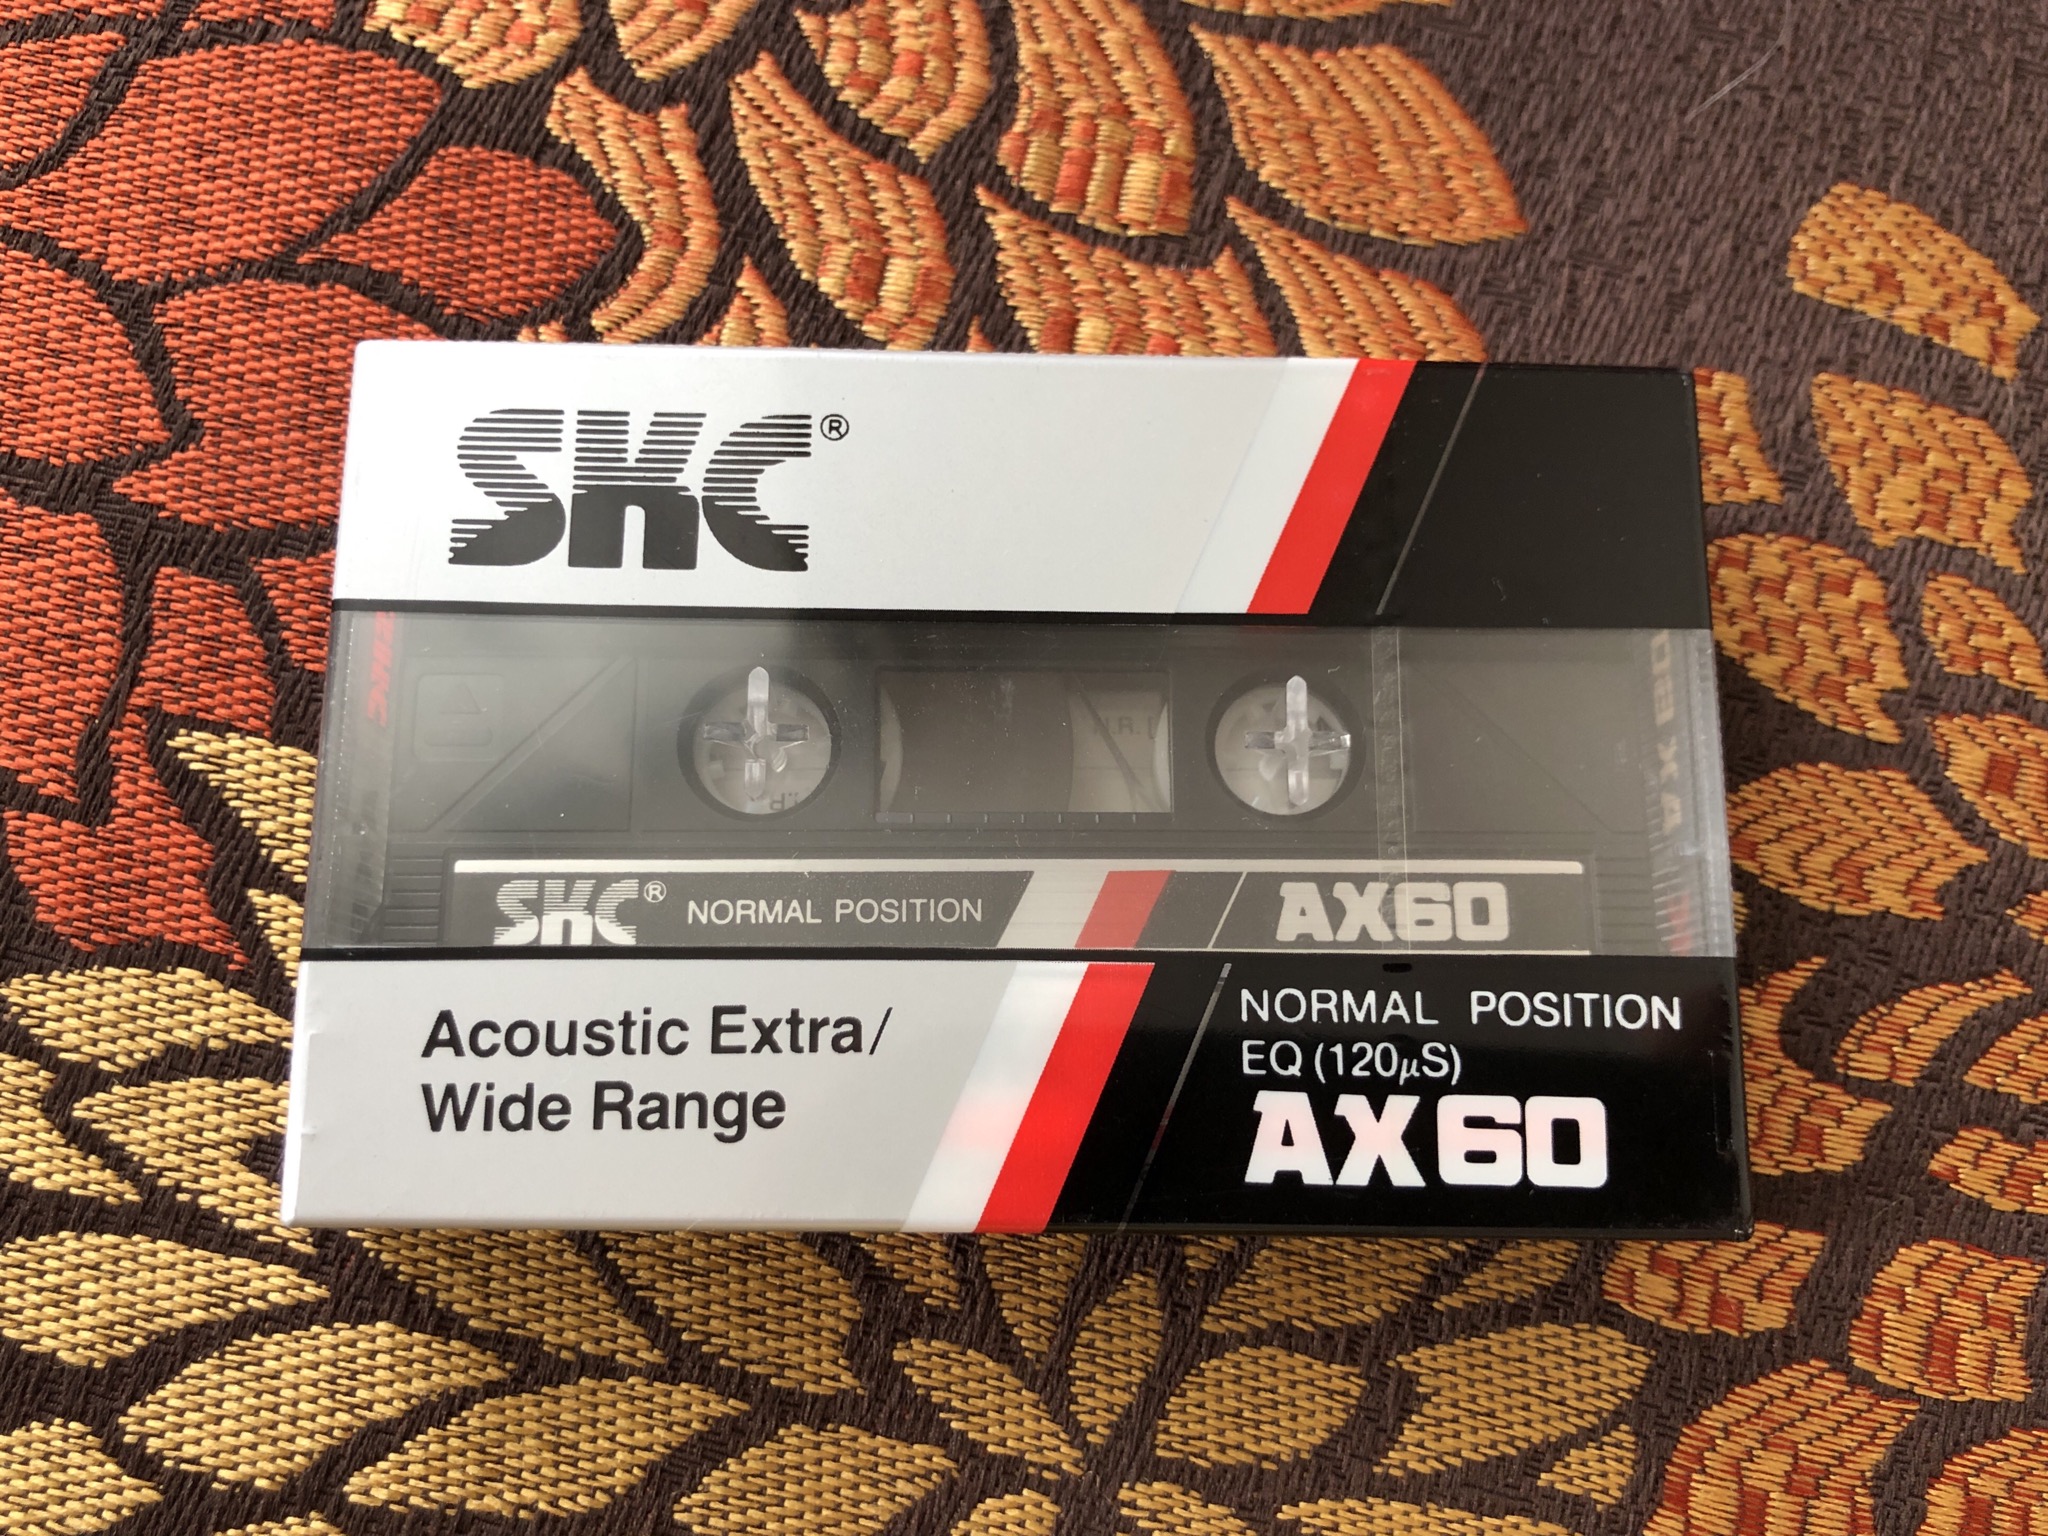 SKC®
SKC® NORMAL POSITION AX60
Acoustic Extra/
Wide Range
NORMAL POSITION
EQ (120µS)
AX60